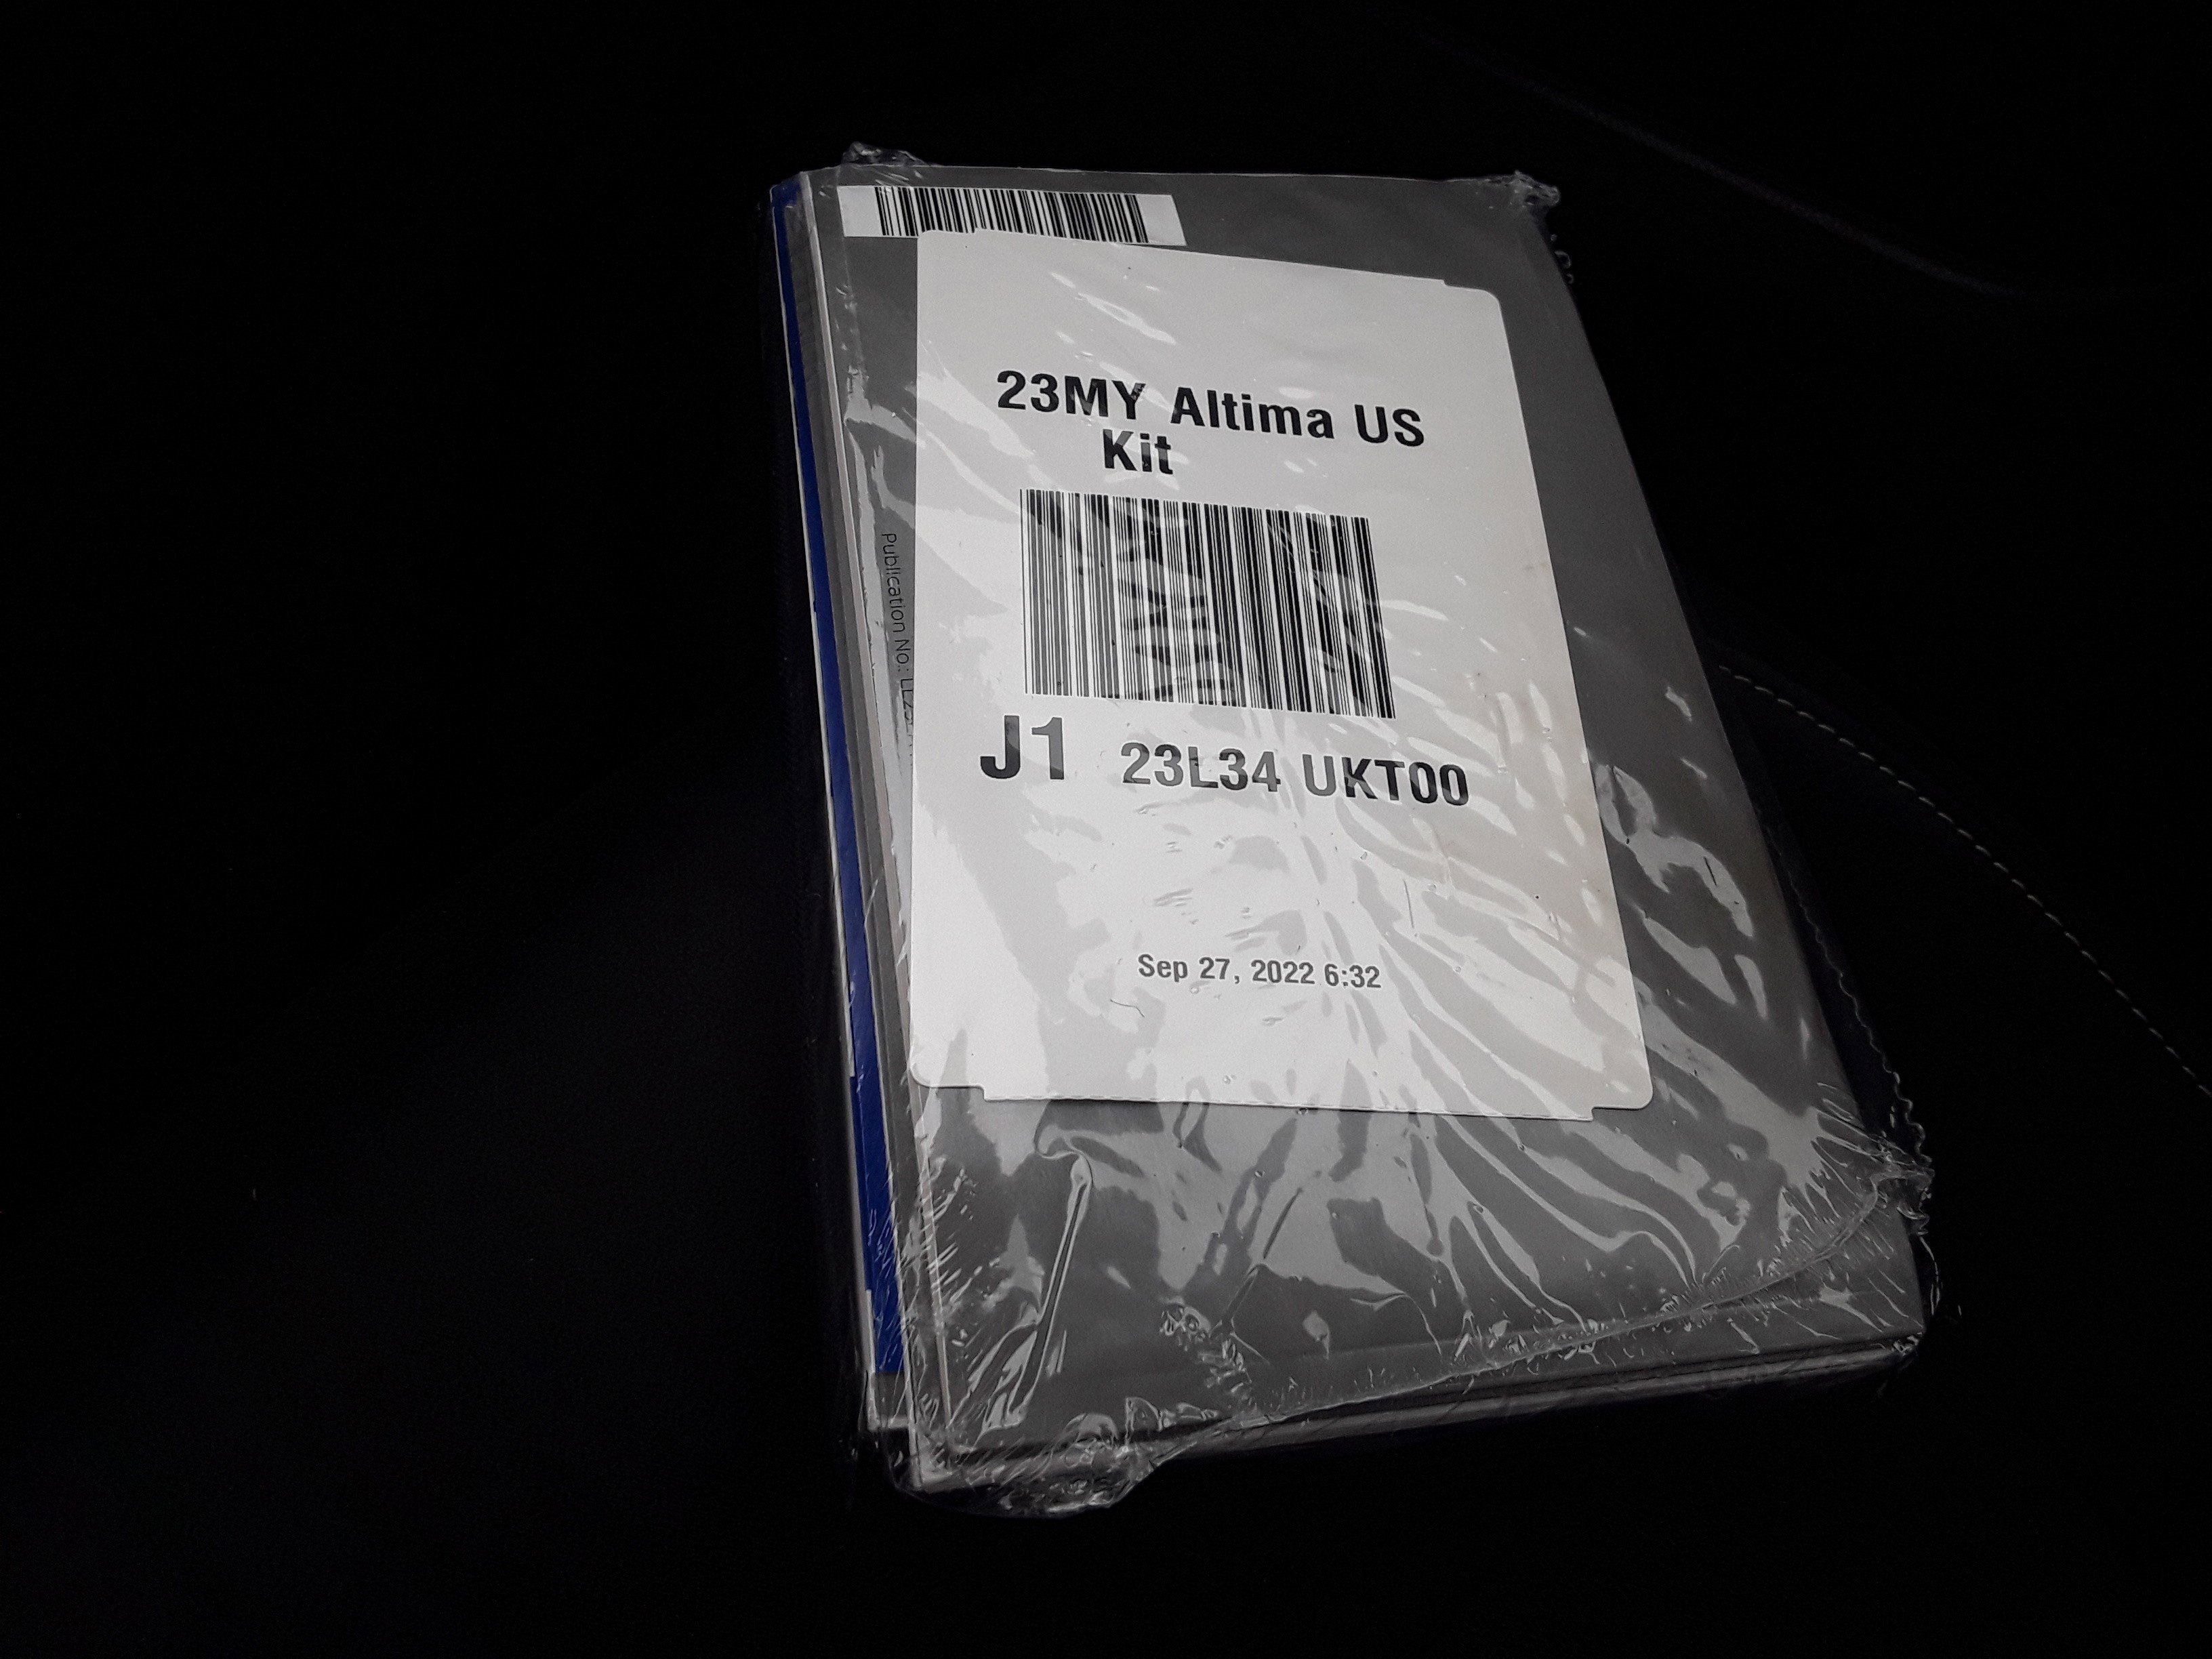 23MY Altima US
Kit
J1 23L34 UKT00
Sep 27, 2022 6:32
Publication No.: